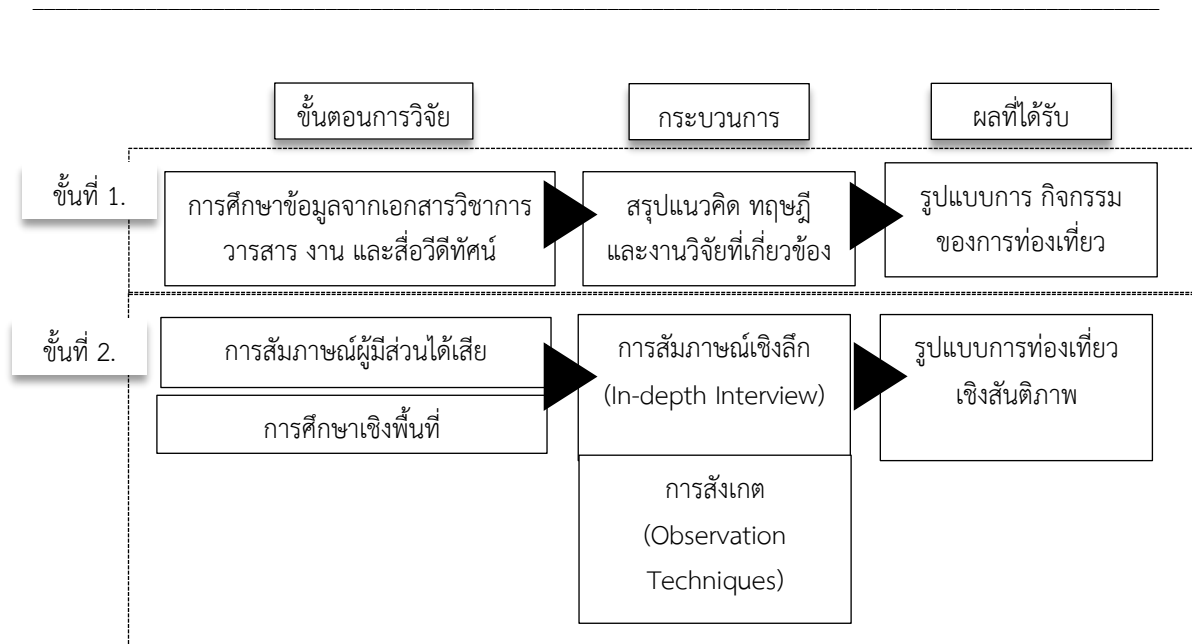 ขั้นตอนการวิจัย
กระบวนการ
ผลที่ได้รับ
ขั้นที่ 1.
การศึกษาข้อมูลจากเอกสารวิชาการ
วารสาร งาน และสื่อวีดีทัศน์
สรุปแนวคิด ทฤษฎี
และงานวิจัยที่เกี่ยวข้อง
รูปแบบการ กิจกรรม
ของการท่องเที่ยว
ขั้นที่ 2.
การสัมภาษณ์ผู้มีส่วนได้เสีย
การศึกษาเชิงพื้นที่
การสัมภาษณ์เชิงลึก
(In-depth Interview)
การสังเกต
(Observation
Techniques)
รูปแบบการท่องเที่ยว
เชิงสันติภาพ